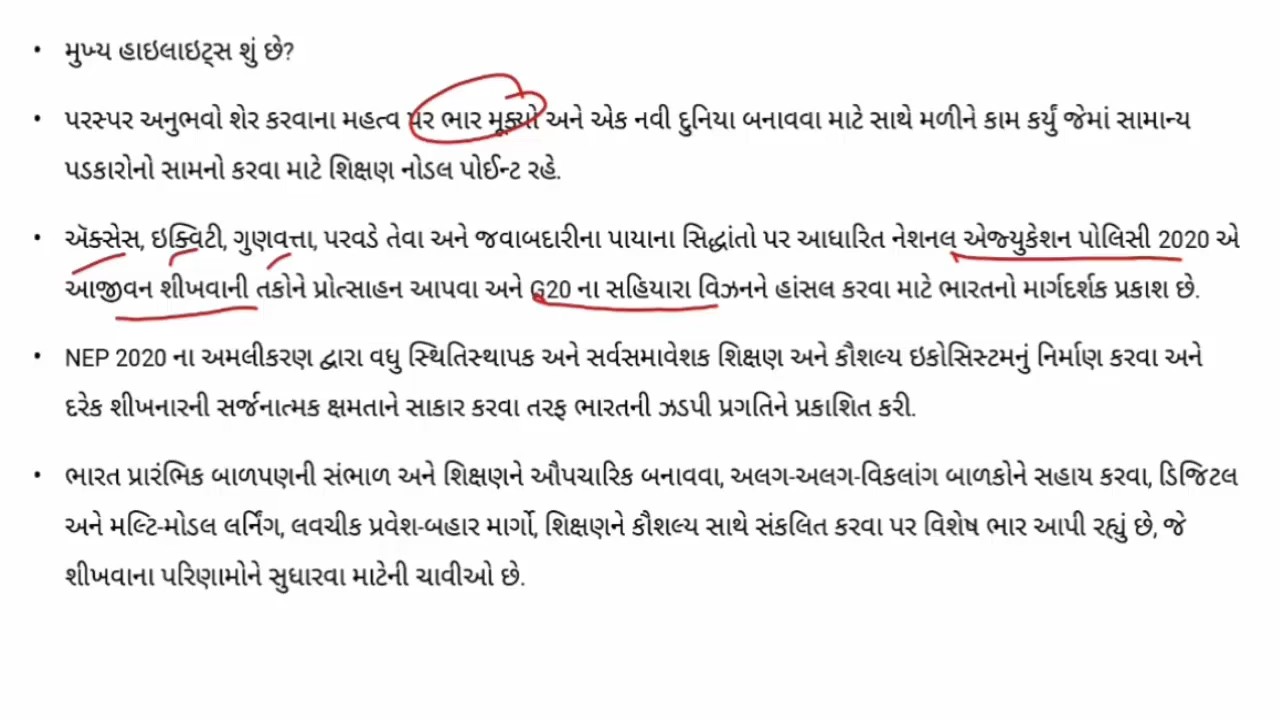 • મુખ્ય હાઇલાઇટ્સ શું છે?
• પરસ્પર અનુભવો શેર કરવાના મહત્વ પર ભાર મૂક્યો અને એક નવી દુનિયા બનાવવા માટે સાથે મળીને કામ કર્યું જેમાં સામાન્ય
પડકારોનો સામનો કરવા માટે શિક્ષણ નોડલ પોઈન્ટ રહે.
• ઍક્સેસ, ઇક્વિટી, ગુણવત્તા, પરવડે તેવા અને જવાબદારીના પાયાના સિદ્ધાંતો પર આધારિત નેશનલ એજ્યુકેશન પોલિસી 2020 એ
આજીવન શીખવાની તકોને પ્રોત્સાહન આપવા અને G20 ના સહિયારા વિઝનને હાંસલ કરવા માટે ભારતનો માર્ગદર્શક પ્રકાશ છે.
• NEP 2020 ના અમલીકરણ દ્વારા વધુ સ્થિતિસ્થાપક અને સર્વસમાવેશક શિક્ષણ અને કૌશલ્ય ઇકોસિસ્ટમનું નિર્માણ કરવા અને
દરેક શીખનારની સર્જનાત્મક ક્ષમતાને સાકાર કરવા તરફ ભારતની ઝડપી પ્રગતિને પ્રકાશિત કરી.
• ભારત પ્રારંભિક બાળપણની સંભાળ અને શિક્ષણને ઔપચારિક બનાવવા, અલગ-અલગ-વિકલાંગ બાળકોને સહાય કરવા, ડિજિટલ
અને મલ્ટિ-મોડલ લર્નિંગ, લવચીક પ્રવેશ-બહાર માર્ગો, શિક્ષણને કૌશલ્ય સાથે સંકલિત કરવા પર વિશેષ ભાર આપી રહ્યું છે, જે
શીખવાના પરિણામોને સુધારવા માટેની ચાવીઓ છે.